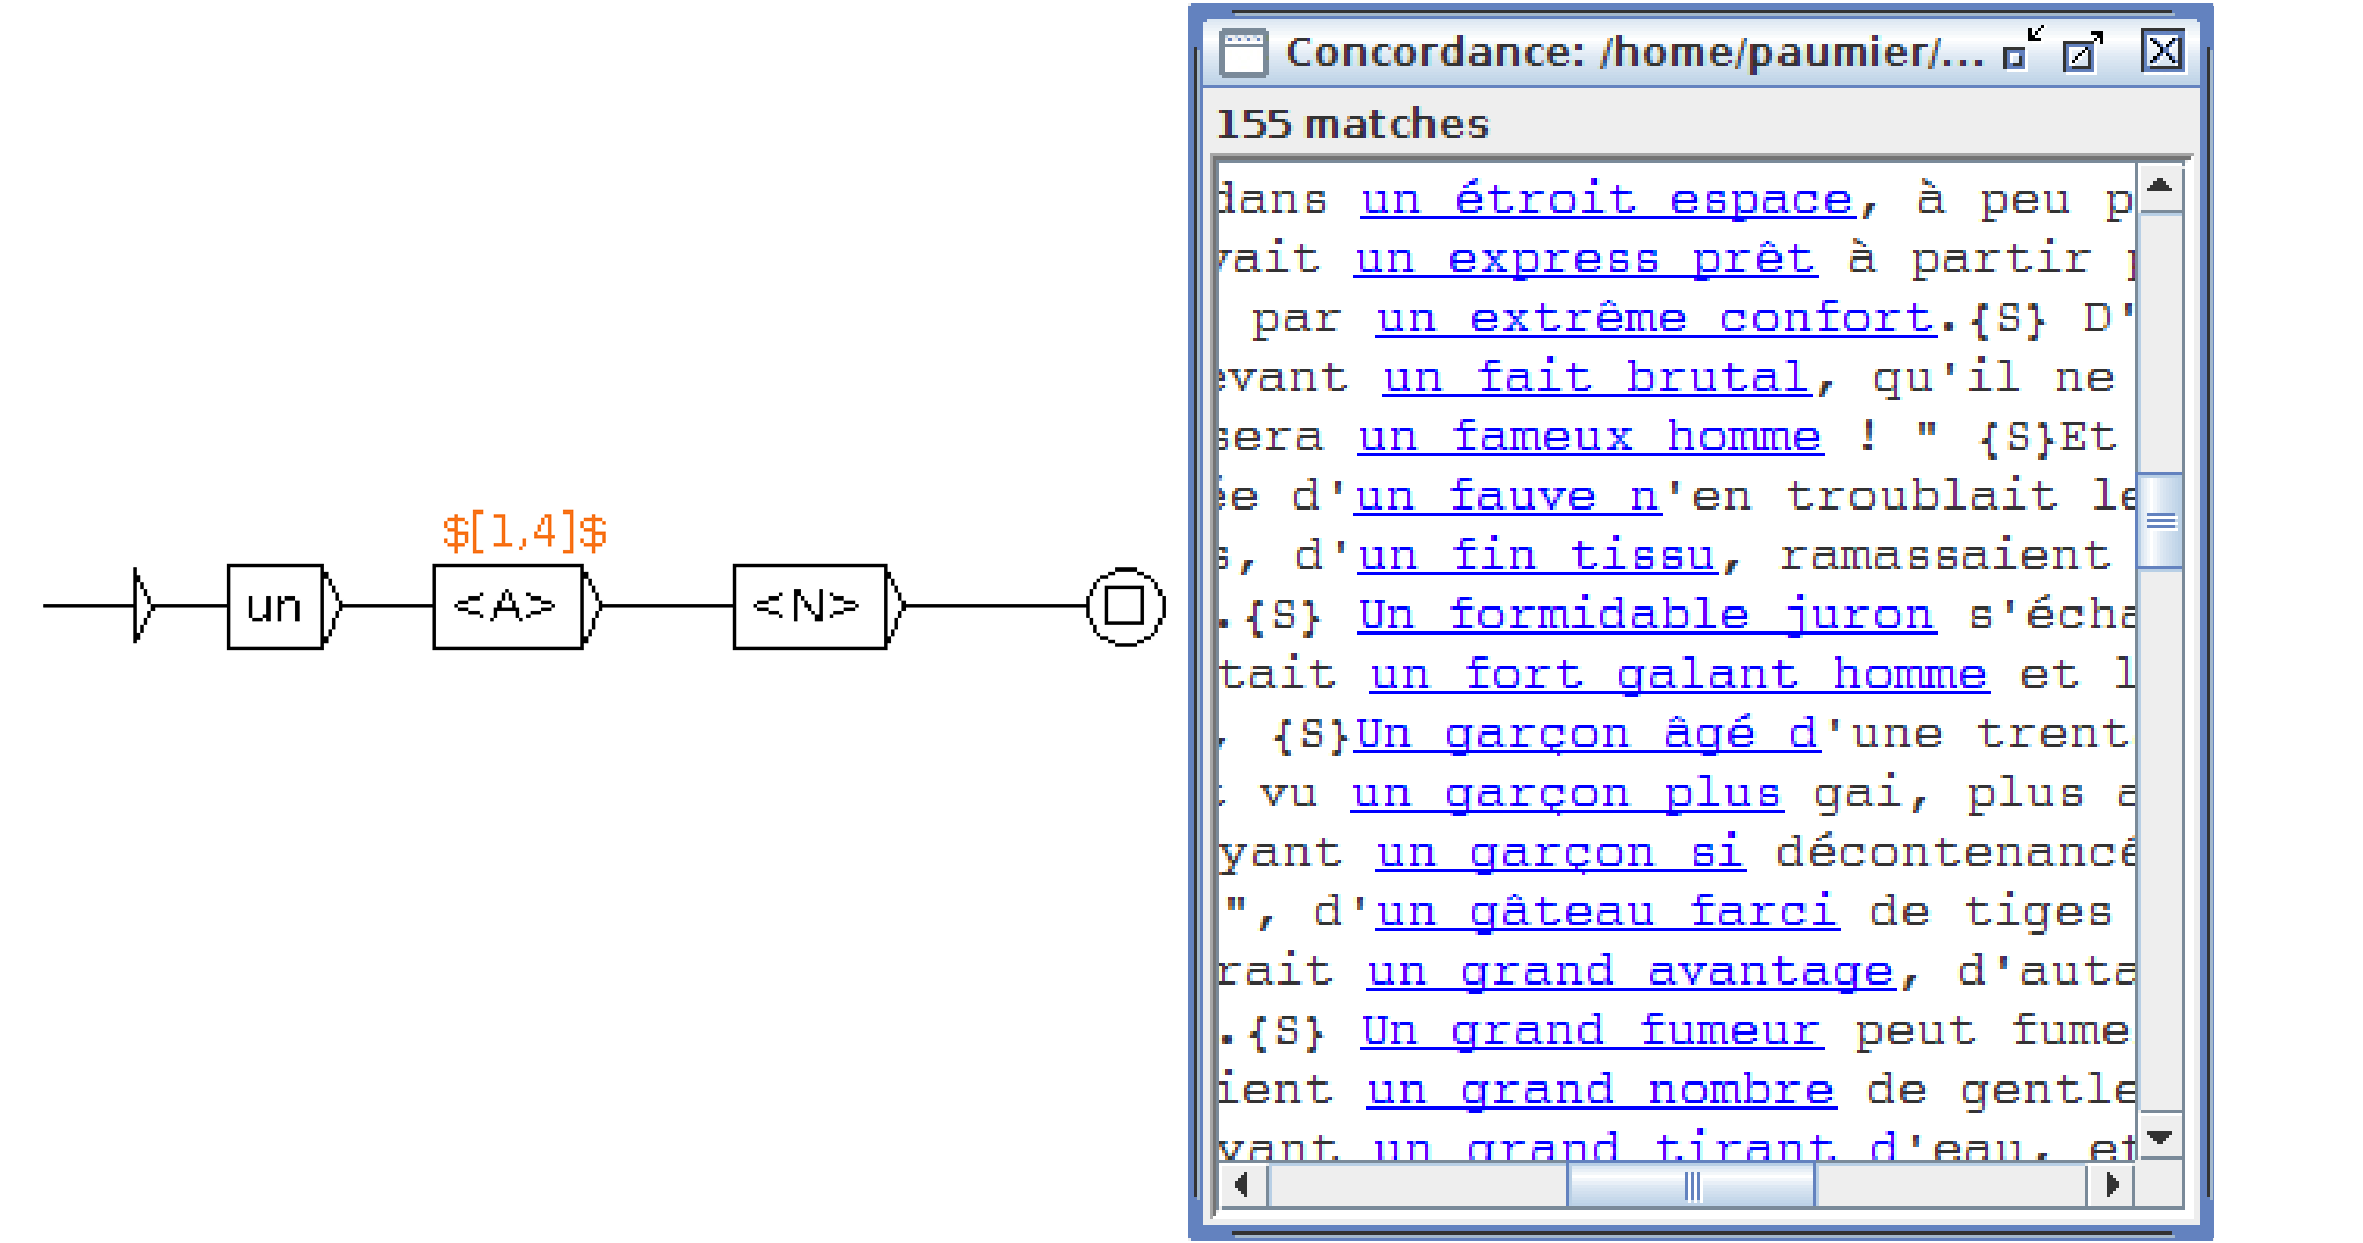 $[1,4]$
un <A> <N>
Concordance: /home/paumier/...
155 matches
dans un étroit espace, à peu p
vait un express prêt à partir p
par un extrême confort.{S} D'
evant un fait brutal, qu'il ne
sera un fameux homme ! " {S}Et
ée d'un fauve n'en troublait le
s, d'un fin tissu, ramassaient
.{S} Un formidable juron s'écha
tait un fort galant homme et l
, {S}Un garçon âgé d'une trent
t vu un garçon plus gai, plus a
yant un garçon si décontenancé
", d'un gâteau farci de tiges
rait un grand avantage, d'auta
.{S} Un grand fumeur peut fume
ient un grand nombre de gentle
yant un grand tirant d'eau, et